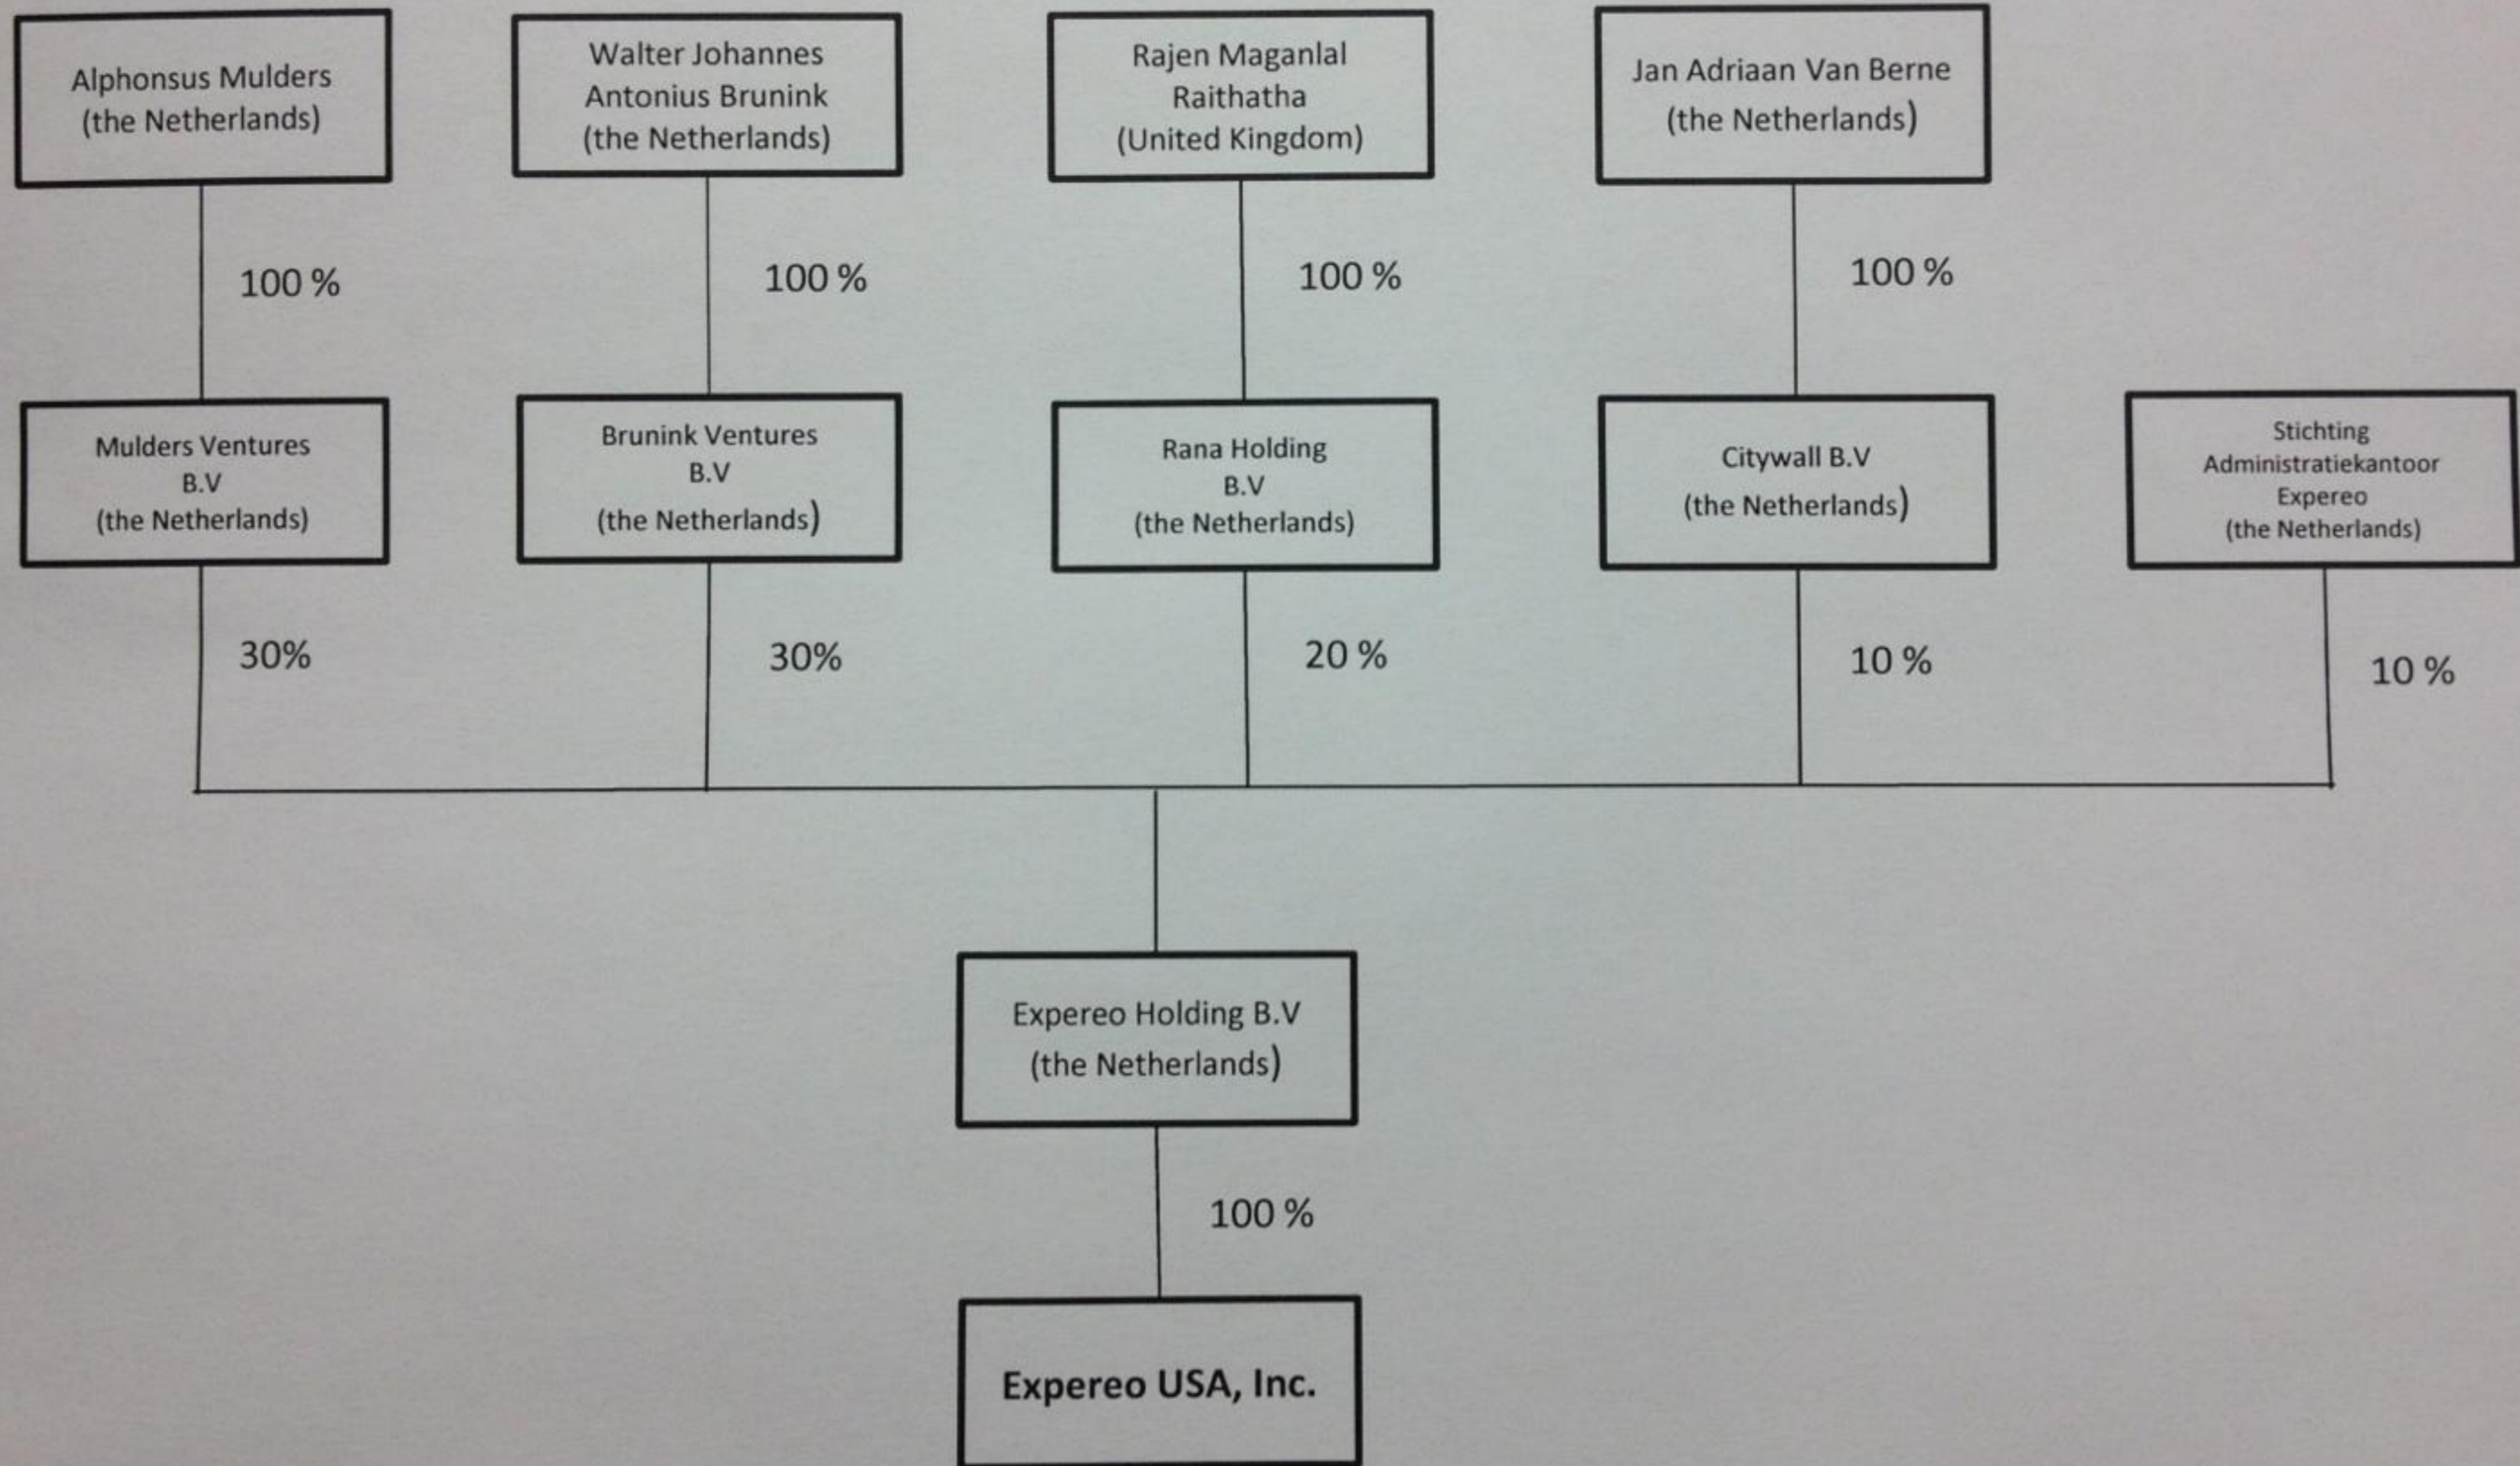 Alphonsus Mulders
(the Netherlands)
Walter Johannes
Antonius Brunink
(the Netherlands)
Rajen Maganlal
Raithatha
(United Kingdom)
Jan Adriaan Van Berne
(the Netherlands)
100 %
100 %
100 %
100 %
Mulders Ventures
B.V
(the Netherlands)
Brunink Ventures
B.V
(the Netherlands)
Rana Holding
B.V
(the Netherlands)
Citywall B.V
(the Netherlands)
Stichting
Administratiekantoor
Expereo
(the Netherlands)
30%
30%
20 %
10 %
10 %
Expereo Holding B.V
(the Netherlands)
100 %
Expereo USA, Inc.